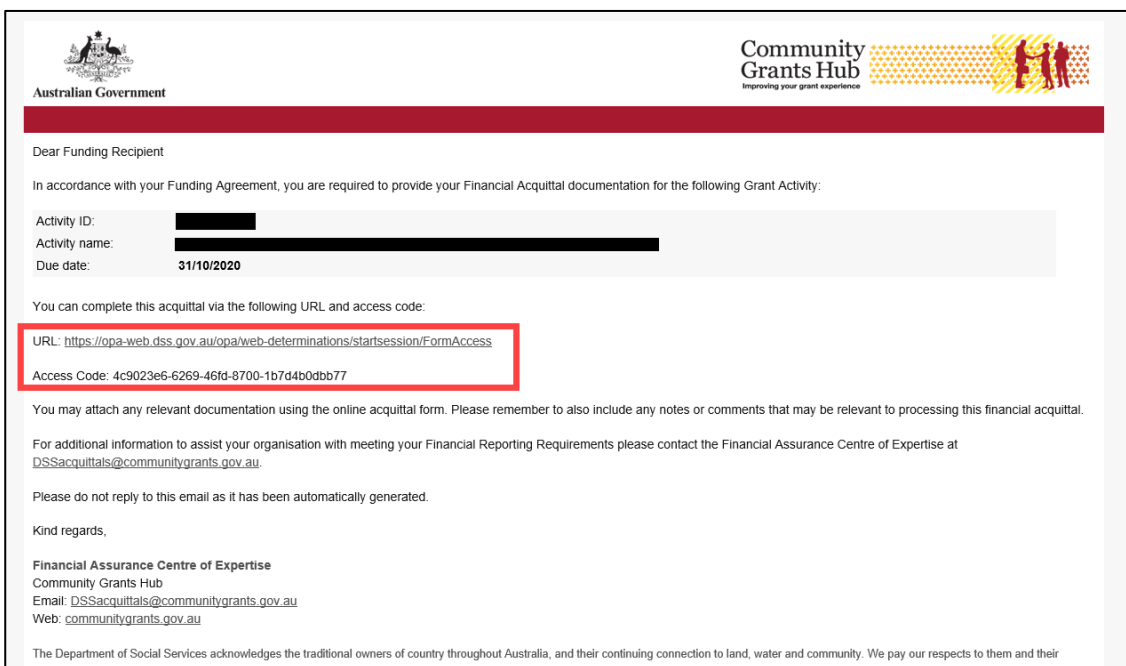 Australian Government
Community
Grants Hub
Improving your grant experience
Dear Funding Recipient
In accordance with your Funding Agreement, you are required to provide your Financial Acquittal documentation for the following Grant Activity:
Activity ID:
Activity name:
Due date: 31/10/2020
You can complete this acquittal via the following URL and access code:
URL: https://opa-web.dss.gov.au/opa/web-determinations/startsession/FormAccess
Access Code: 4c9023e6-6269-46fd-8700-1b7d4b0dbb77
You may attach any relevant documentation using the online acquittal form. Please remember to also include any notes or comments that may be relevant to processing this financial acquittal.
For additional information to assist your organisation with meeting your Financial Reporting Requirements please contact the Financial Assurance Centre of Expertise at
DSSacquittals@communitygrants.gov.au.
Please do not reply to this email as it has been automatically generated.
Kind regards,
Financial Assurance Centre of Expertise
Community Grants Hub
Email: DSSacquittals@communitygrants.gov.au
Web: communitygrants.gov.au
The Department of Social Services acknowledges the traditional owners of country throughout Australia, and their continuing connection to land, water and community. We pay our respects to them and their